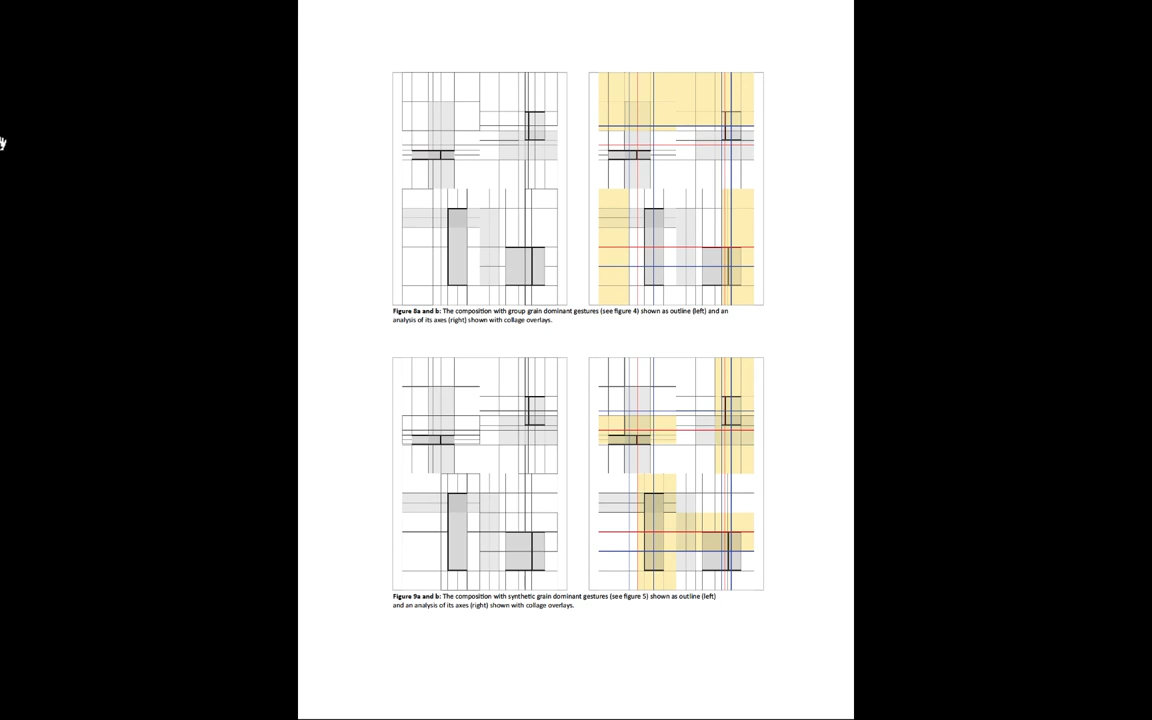 Figure 8a and b: The composition with group grain dominant gestures (see figure 4) shown as outline (left) and an
analysis of its axes (right) shown with collage overlays.
Figure 9a and b: The composition with synthetic grain dominant gestures (see figure 5) shown as outline (left)
and an analysis of its axes (right) shown with collage overlays.